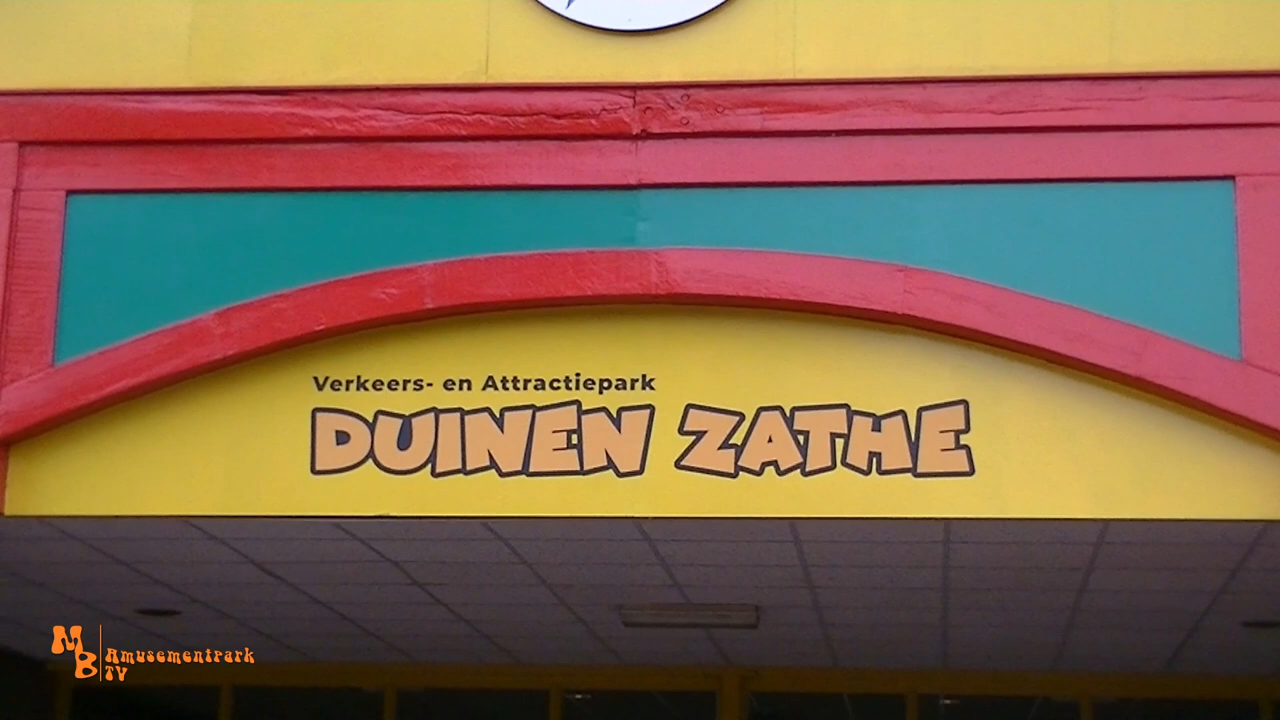 Verkeers- en Attractiepark
DUINEN ZATHE
MB Amusementpark
TV